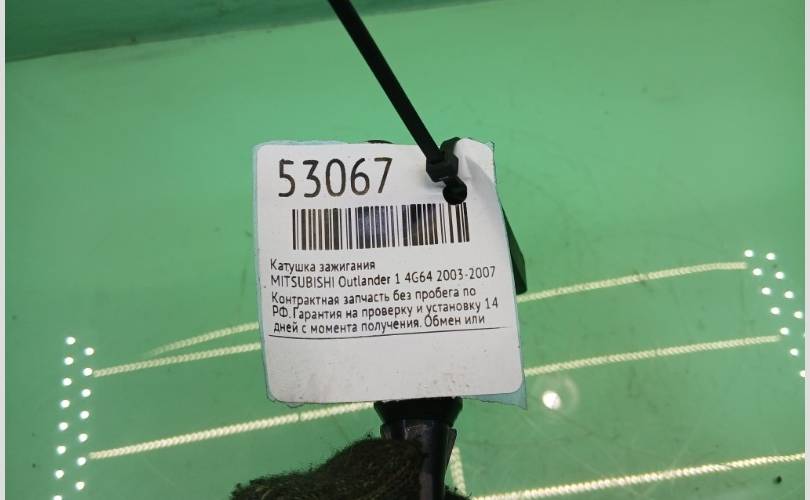 53067
Катушка зажигания
MITSUBISHI Outlander 1 4G64 2003-2007
Контрактная запчасть без пробега по
РФ.Гарантия на проверку и установку 14
дней с момента получения. Обмен или